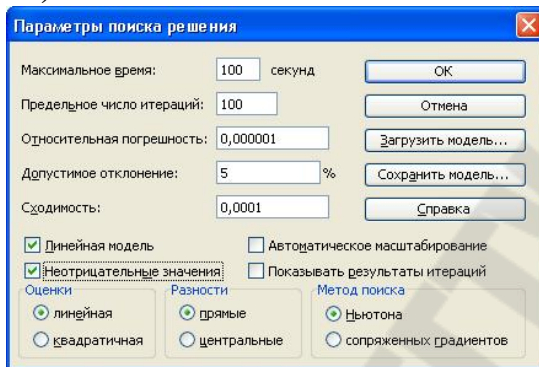 Параметры поиска решения
Максимальное время: 100 секунд ОК
Предельное число итераций: 100 Отмена
Относительная погрешность: 0,000001 Загрузить модель...
Допустимое отклонение: 5 % Сохранить модель...
Сходимость: 0,0001 Справка
Линейная модель Автоматическое масштабирование
Неотрицательные значения Показывать результаты итераций
Оценки Разности Метод поиска
линейная прямые Ньютона
квадратичная центральные сопряженных градиентов